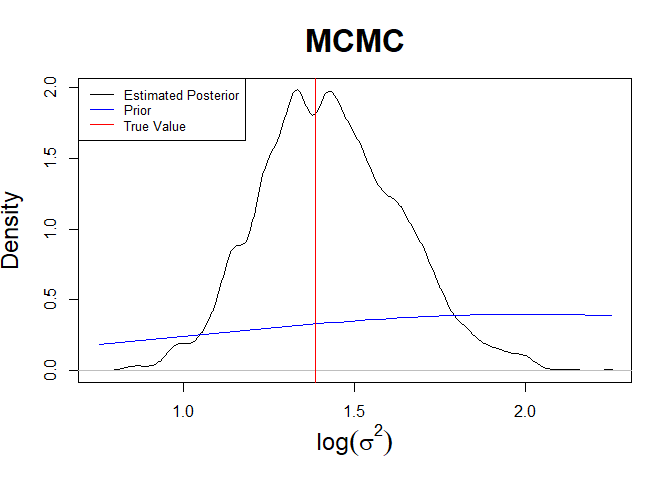 MCMC
Estimated Posterior
Prior
True Value
Density
0.0
0.5
1.0
1.5
2.0
1.0
1.5
2.0
log(σ²)